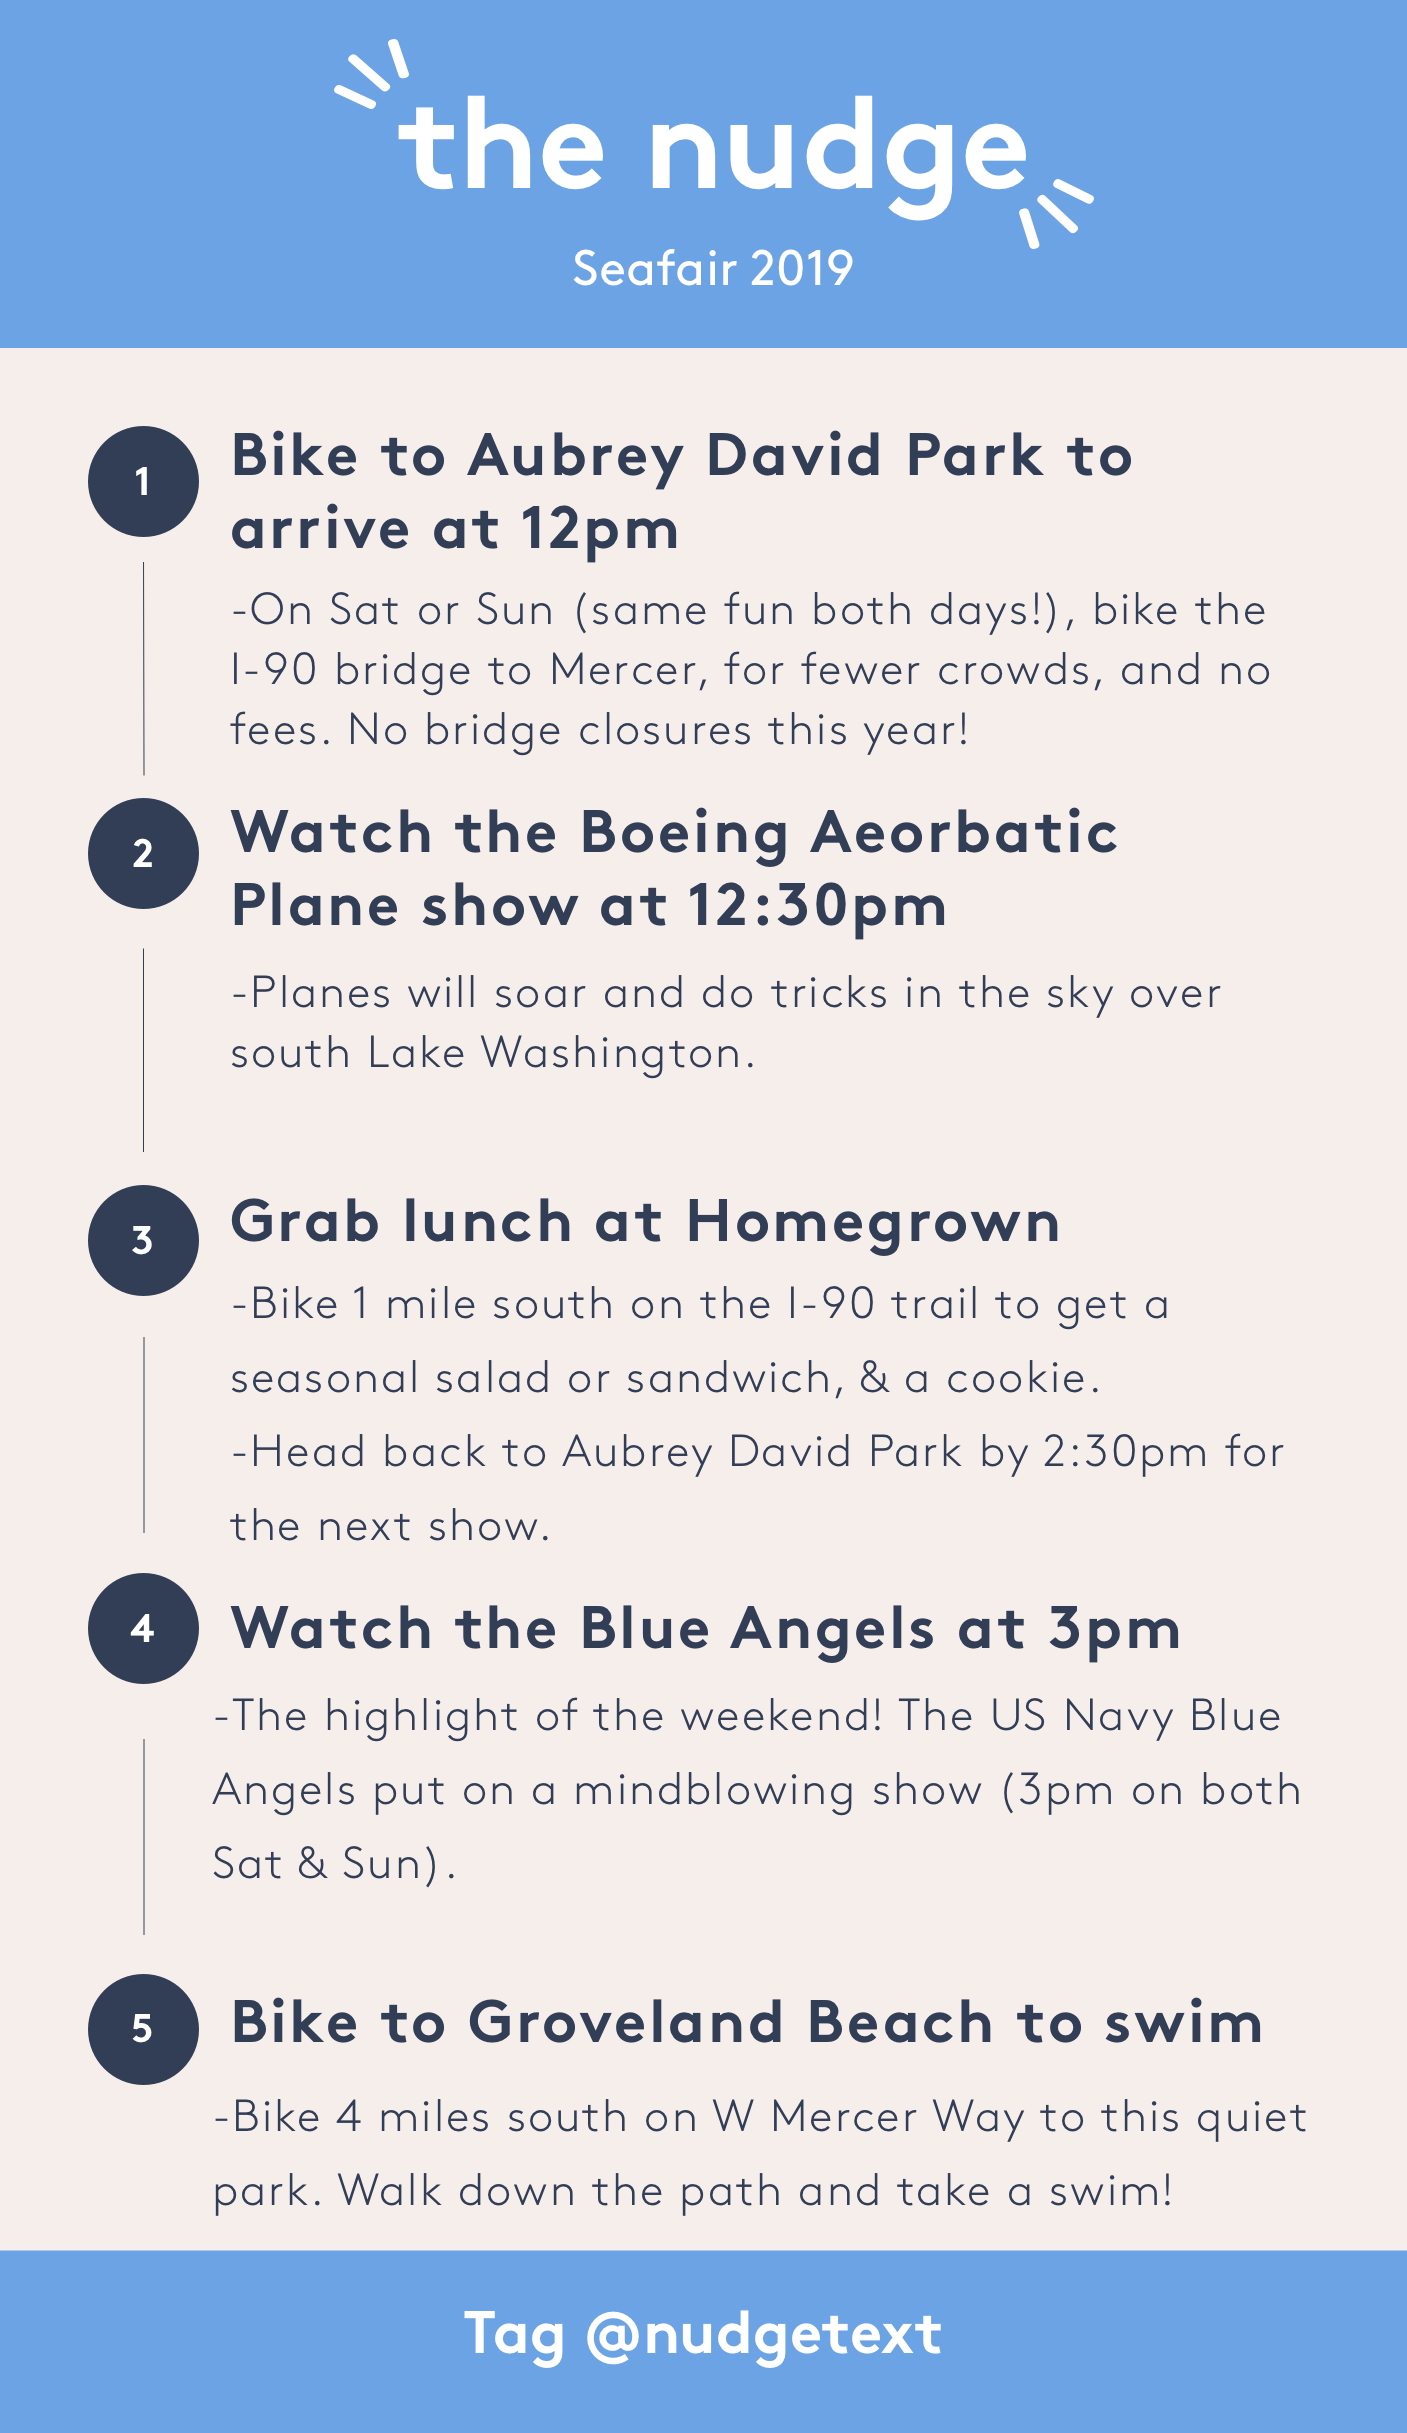 the nudge
Seafair 2019
1
Bike to Aubrey David Park to
arrive at 12pm
-On Sat or Sun (same fun both days!), bike the
I-90 bridge to Mercer, for fewer crowds, and no
fees. No bridge closures this year!
2
Watch the Boeing Aeorbatic
Plane show at 12:30pm
-Planes will soar and do tricks in the sky over
south Lake Washington.
3
Grab lunch at Homegrown
-Bike 1 mile south on the I-90 trail to get a
seasonal salad or sandwich, & a cookie.
-Head back to Aubrey David Park by 2:30pm for
the next show.
4
Watch the Blue Angels at 3pm
-The highlight of the weekend! The US Navy Blue
Angels put on a mindblowing show (3pm on both
Sat & Sun).
5
Bike to Groveland Beach to swim
-Bike 4 miles south on W Mercer Way to this quiet
park. Walk down the path and take a swim!
Tag @nudgetext